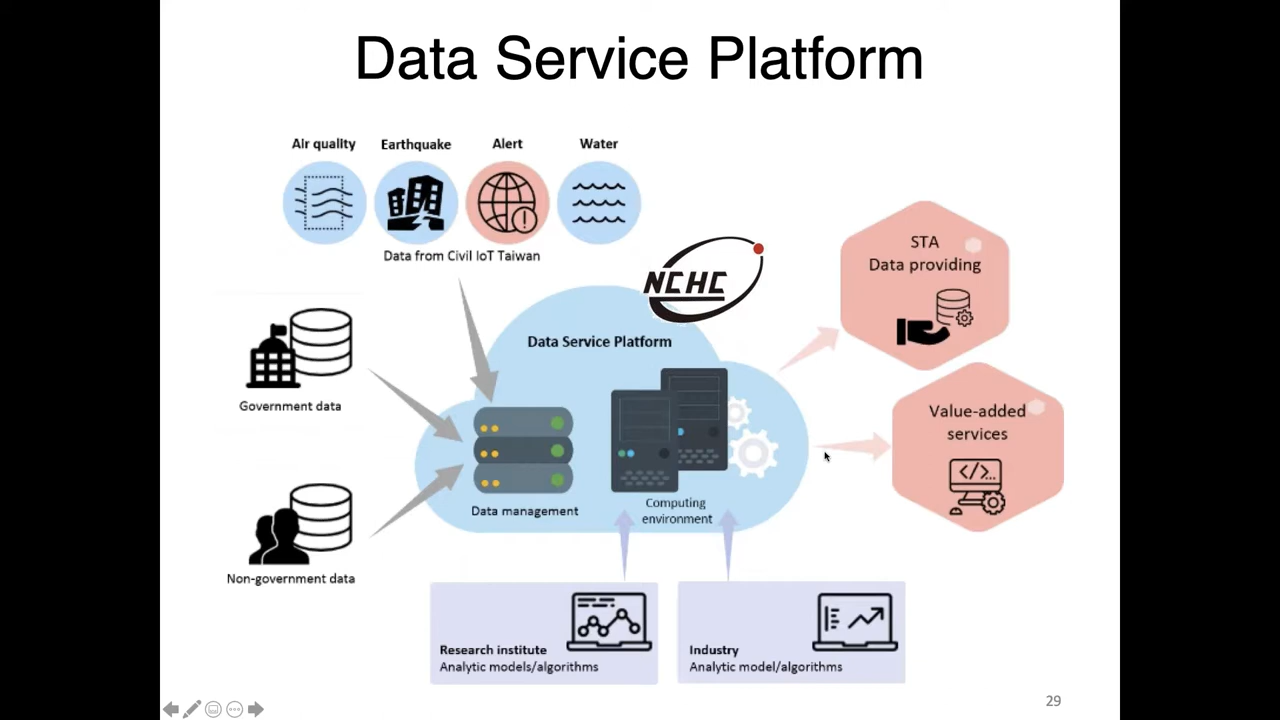 Data Service Platform
Air quality
Earthquake
Alert
Water
Data from Civil IoT Taiwan
NCHC
STA
Data providing
Data Service Platform
Government data
Value-added
services
</>...
Data management
Computing
environment
Non-government data
Research institute
Analytic models/algorithms
Industry
Analytic model/algorithms
29